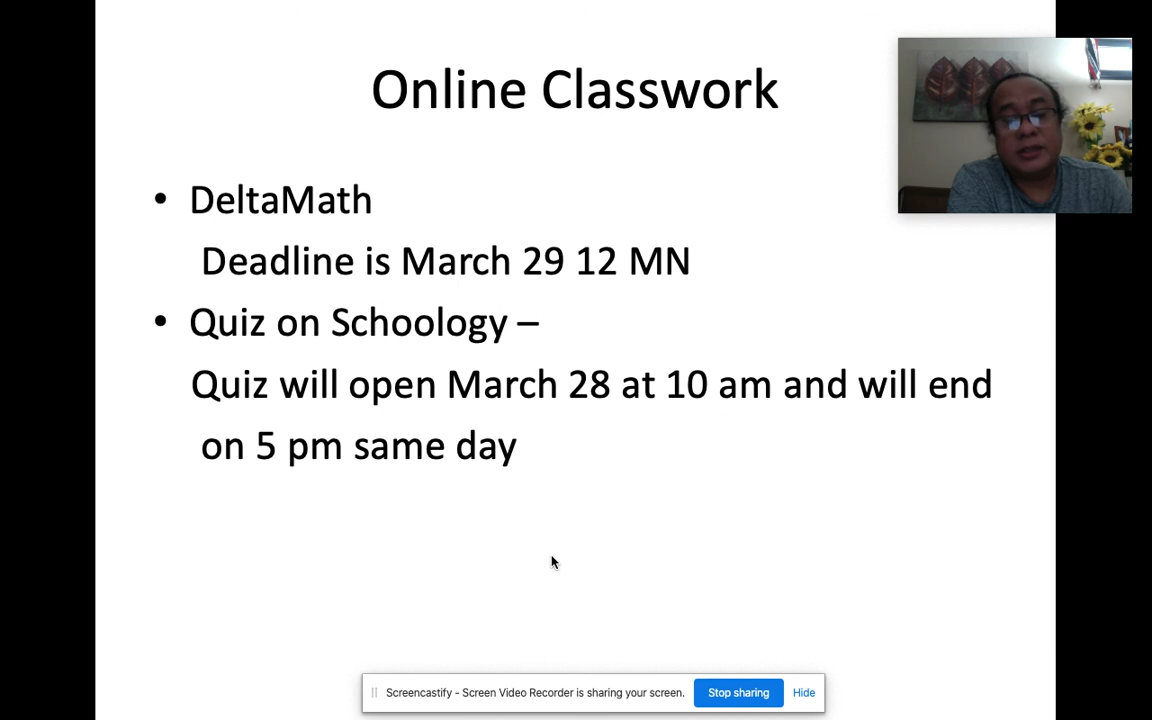 Online Classwork
• DeltaMath
Deadline is March 29 12 MN
• Quiz on Schoology –
Quiz will open March 28 at 10 am and will end
on 5 pm same day
Screencastify - Screen Video Recorder is sharing your screen. Stop sharing Hide